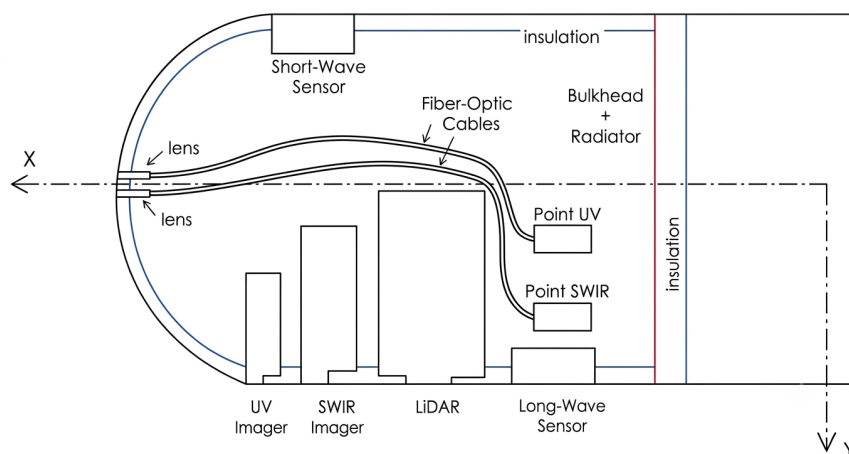 insulation
Short-Wave
Sensor
Fiber-Optic
Cables
Bulkhead
+
Radiator
lens
X
lens
Point UV
insulation
Point SWIR
UV
Imager
SWIR
Imager
LiDAR
Long-Wave
Sensor
Y